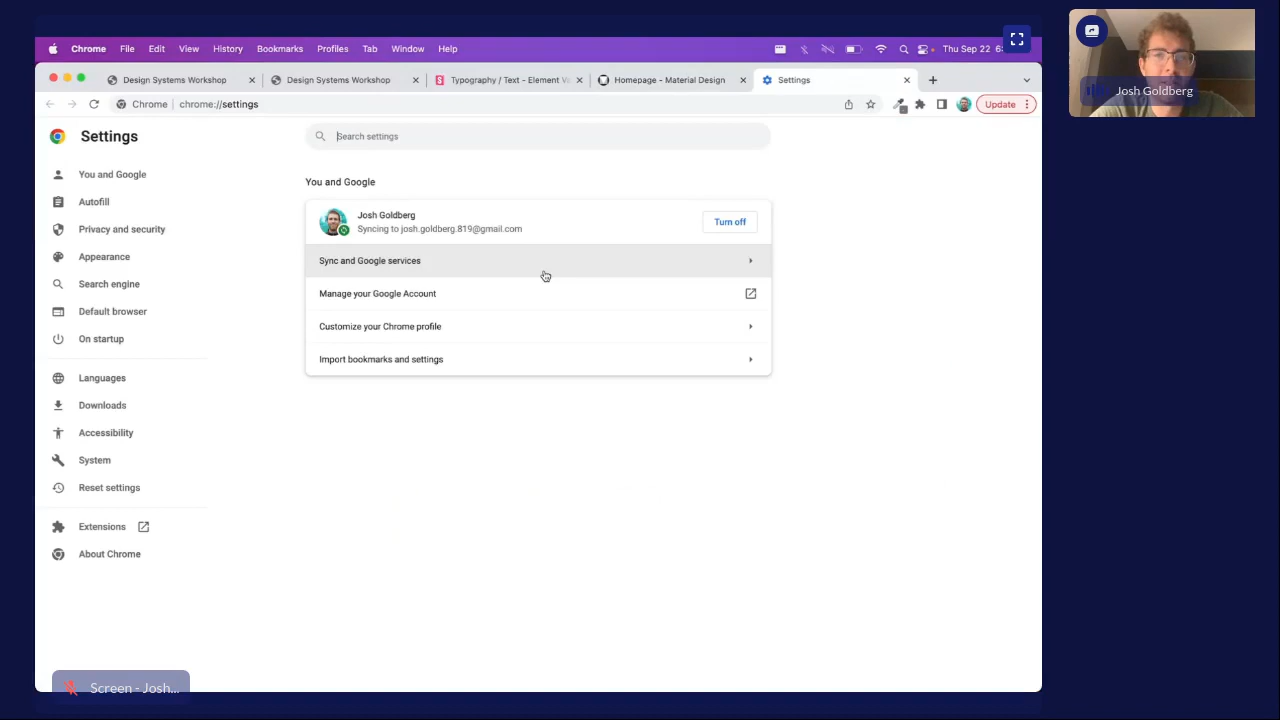 Chrome File Edit View History Bookmarks Profiles Tab Window Help Thu Sep 22
Design Systems Workshop
Design Systems Workshop
Typography / Text - Element
Homepage - Material Design
Settings
Chrome chrome://settings
Update
Josh Goldberg
Settings
Search settings
You and Google
Autofill
Privacy and security
Appearance
Search engine
Default browser
On startup
Languages
Downloads
Accessibility
System
Reset settings
Extensions
About Chrome
You and Google
Josh Goldberg
Syncing to josh.goldberg.819@gmail.com
Turn off
Sync and Google services
Manage your Google Account
Customize your Chrome profile
Import bookmarks and settings
Screen - Josh...